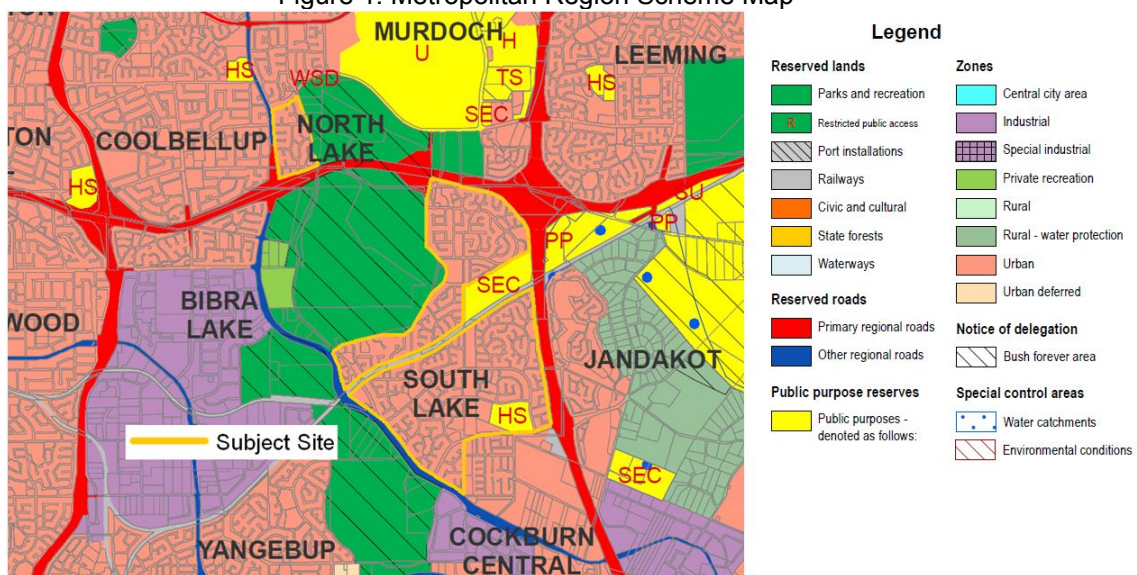 Figure 1: Metropolitan Region Scheme Map
MURDOCH
H
U
LEEMING
HS
WSD
TS
HS
SEC
COOLBELLUP
NORTH
LAKE
TON
HS
SU
PP
PP
SEC
BIBRA
LAKE
WOOD
JANDAKOT
SOUTH
LAKE
HS
Subject Site
SEC
COCKBURN
CENTRAL
YANGEBUP
Legend
Reserved lands
Parks and recreation
R Restricted public access
Port installations
Railways
Civic and cultural
State forests
Waterways
Reserved roads
Primary regional roads
Other regional roads
Public purpose reserves
Public purposes -
denoted as follows:
Zones
Central city area
Industrial
Special industrial
Private recreation
Rural
Rural - water protection
Urban
Urban deferred
Notice of delegation
Bush forever area
Special control areas
Water catchments
Environmental conditions